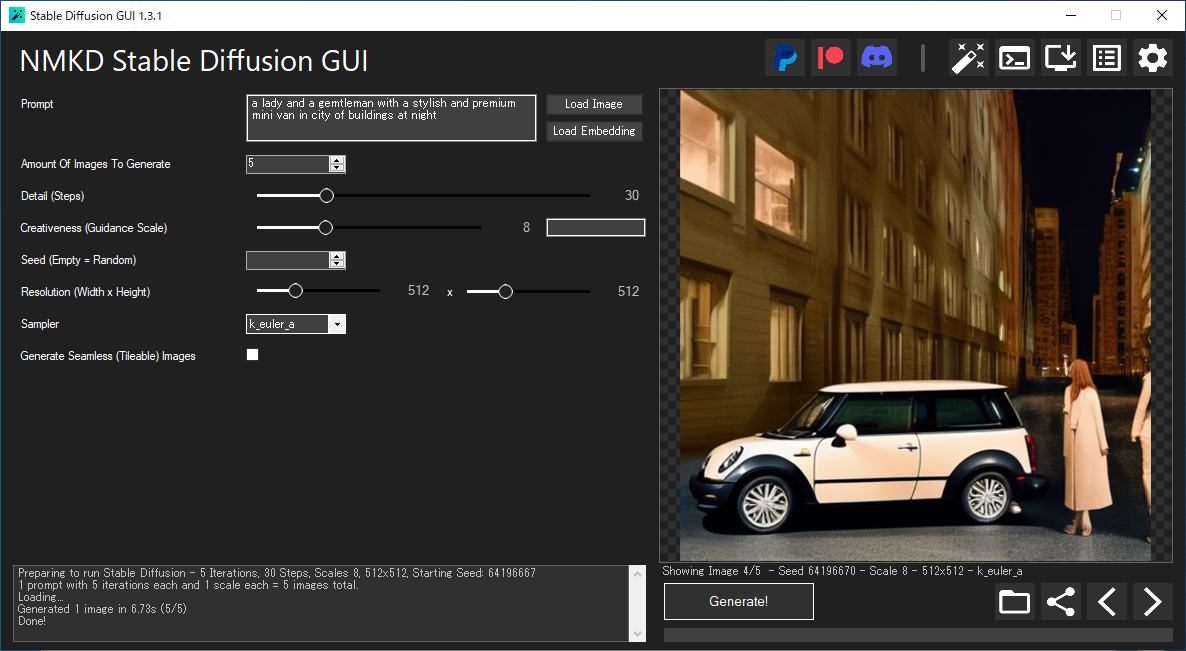 Stable Diffusion GUI 1.3.1
NMKD Stable Diffusion GUI
Prompt
a lady and a gemtleman with a stylish and premium
mini van in city of buildings at night
Load Image
Load Embedding
Amount Of Images To Generate
5
Detail (Steps)
30
Creativeness (Guidance Scale)
8
Seed (Empty = Random)
Resolution (Width x Height)
512
x
512
Sampler
k_euler_a
Generate Seamless (Tileable) Images
Preparing to run Stable Diffusion - 5 Iterations, 30 Steps, Scales 8, 512x512, Starting Seed: 64196667
1 prompt with 5 iterations each and 1 scale each = 5 images total.
Loading...
Generated 1 image in 6.73s (5/5)
Done!
Showing Image 4/5 - Seed 64196670 - Scale 8 - 512x512 - k_euler_a
Generate!